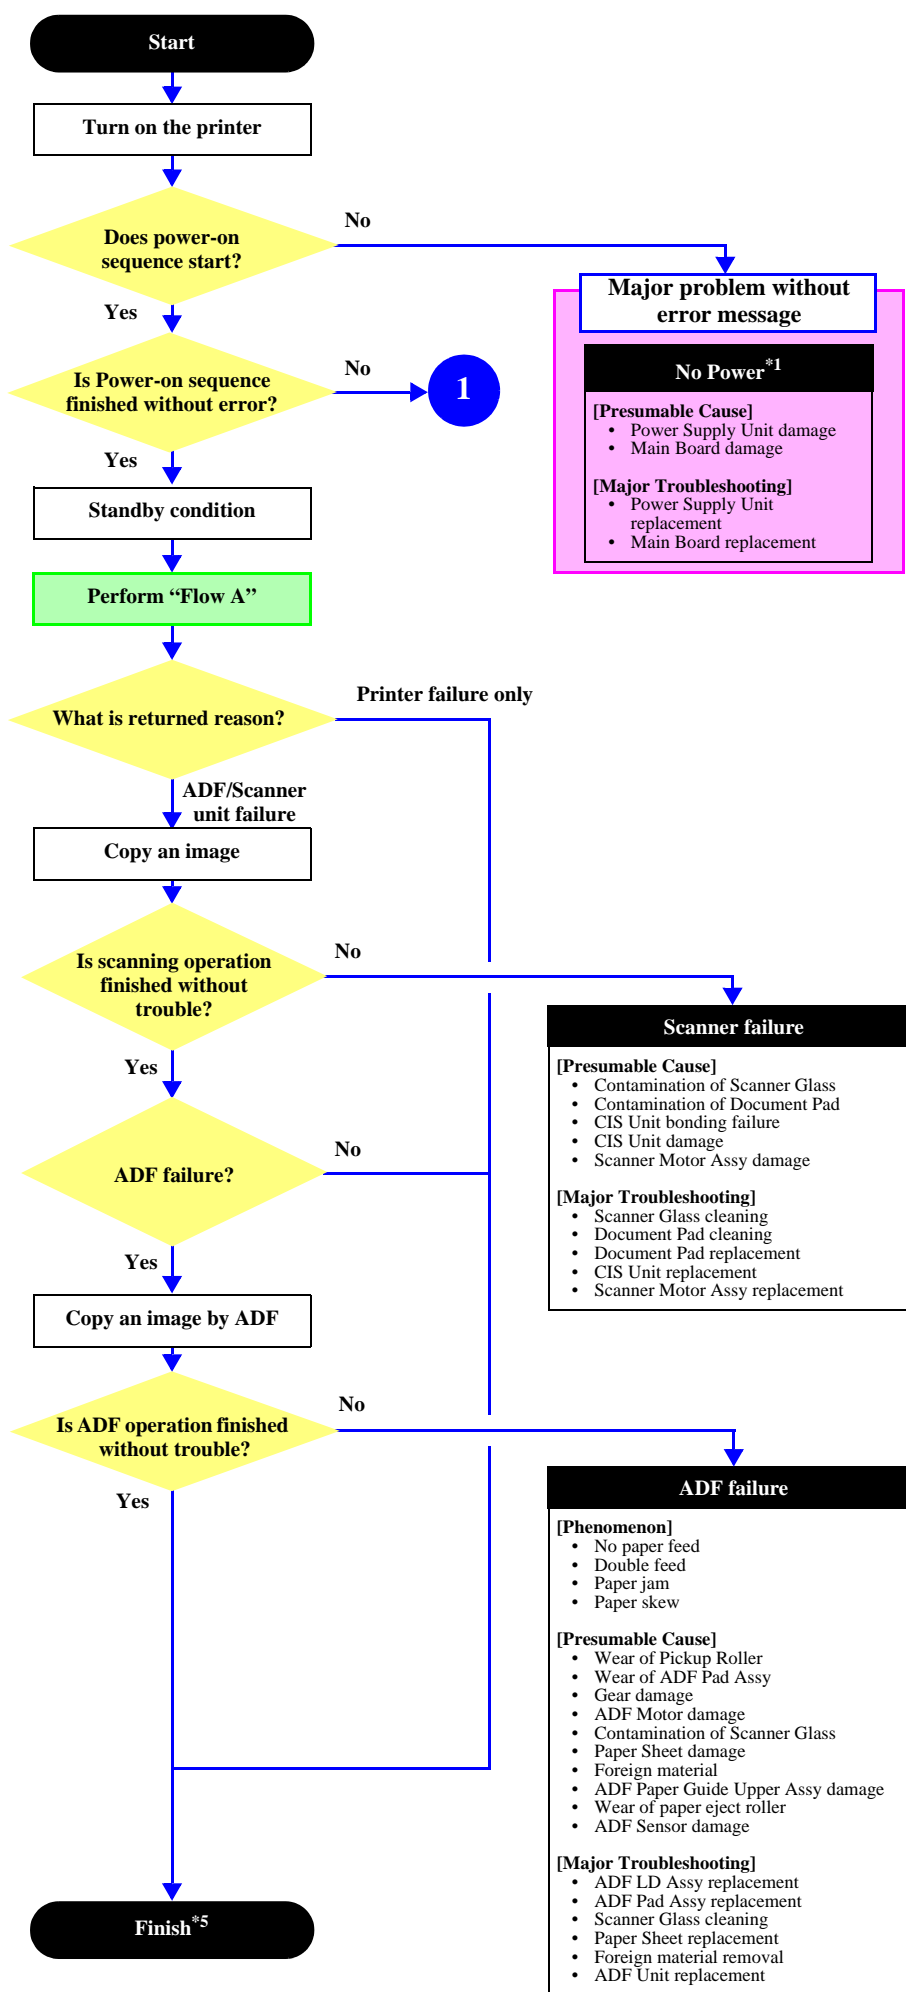 Start
Turn on the printer
Does power-on
sequence start?
No
Yes
Major problem without
error message
No Power*1
[Presumable Cause]
• Power Supply Unit damage
• Main Board damage
[Major Troubleshooting]
• Power Supply Unit
replacement
• Main Board replacement
Is Power-on sequence
finished without error?
No
1
Yes
Standby condition
Perform “Flow A”
What is returned reason?
Printer failure only
ADF/Scanner
unit failure
Copy an image
Is scanning operation
finished without
trouble?
No
Yes
Scanner failure
[Presumable Cause]
• Contamination of Scanner Glass
• Contamination of Document Pad
• CIS Unit bonding failure
• CIS Unit damage
• Scanner Motor Assy damage
[Major Troubleshooting]
• Scanner Glass cleaning
• Document Pad cleaning
• Document Pad replacement
• CIS Unit replacement
• Scanner Motor Assy replacement
ADF failure?
No
Yes
Copy an image by ADF
Is ADF operation finished
without trouble?
No
Yes
ADF failure
[Phenomenon]
• No paper feed
• Double feed
• Paper jam
• Paper skew
[Presumable Cause]
• Wear of Pickup Roller
• Wear of ADF Pad Assy
• Gear damage
• ADF Motor damage
• Contamination of Scanner Glass
• Paper Sheet damage
• Foreign material
• ADF Paper Guide Upper Assy damage
• Wear of paper eject roller
• ADF Sensor damage
[Major Troubleshooting]
• ADF LD Assy replacement
• ADF Pad Assy replacement
• Scanner Glass cleaning
• Paper Sheet replacement
• Foreign material removal
• ADF Unit replacement
Finish*5